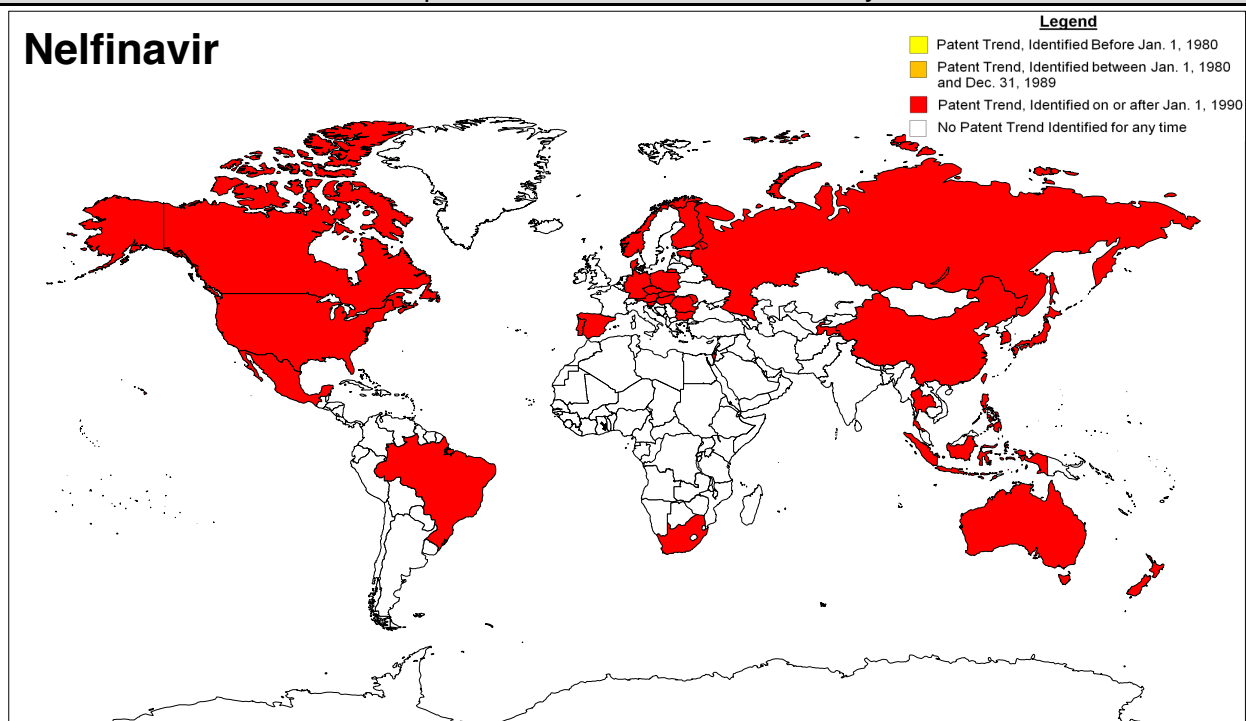 Nelfinavir
Legend
Patent Trend, Identified Before Jan. 1, 1980
Patent Trend, Identified between Jan. 1, 1980
and Dec. 31, 1989
Patent Trend, Identified on or after Jan. 1, 1990
No Patent Trend Identified for any time